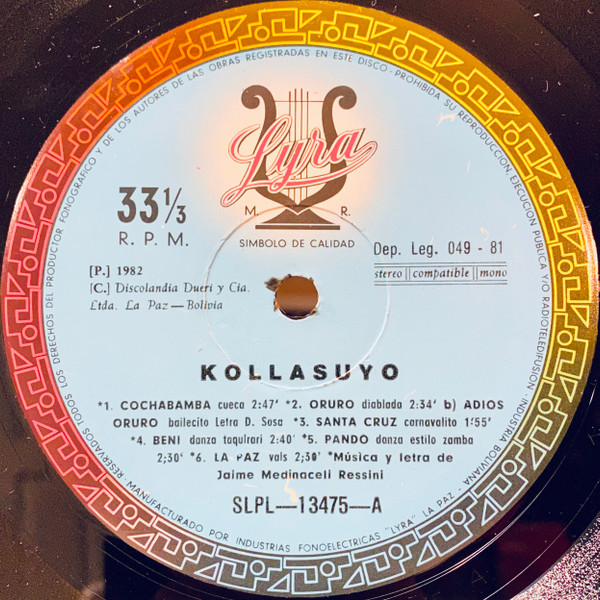 RESERVADOS TODOS LOS DERECHOS DEL PRODUCTOR FONOGRAFICO Y DE LOS AUTORES DE LAS OBRAS REGISTRADAS EN ESTE DISCO - PROHIBIDA SU REPRODUCCION, EJECUCION PUBLICA Y/O RADIOTELEDIFUSION - INDUSTRIA BOLIVIANA
Lyra
M. R.
SIMBOLO DE CALIDAD
33 1/3
R. P. M.
Dep. Leg. 049 - 81
stereo || compatible || mono
[P.] 1982
[C.] Discolandia Dueri y Cia.
Ltda. La Paz — Bolivia
KOLLASUYO
*1. COCHABAMBA cueca 2:47' *2. ORURO diablada 2:34' b) ADIOS
ORURO bailecito Letra D. Sosa *3. SANTA CRUZ carnavalito 1:55'
*4. BENI danza taquirari 2:40' *5. PANDO danza estilo zamba
2;30' *6. LA PAZ vals 2;30' *Música y letra de
Jaime Medinaceli Ressini
SLPL—13475—A
MANUFACTURADO POR INDUSTRIAS FONOELECTRICAS "LYRA" LA PAZ -